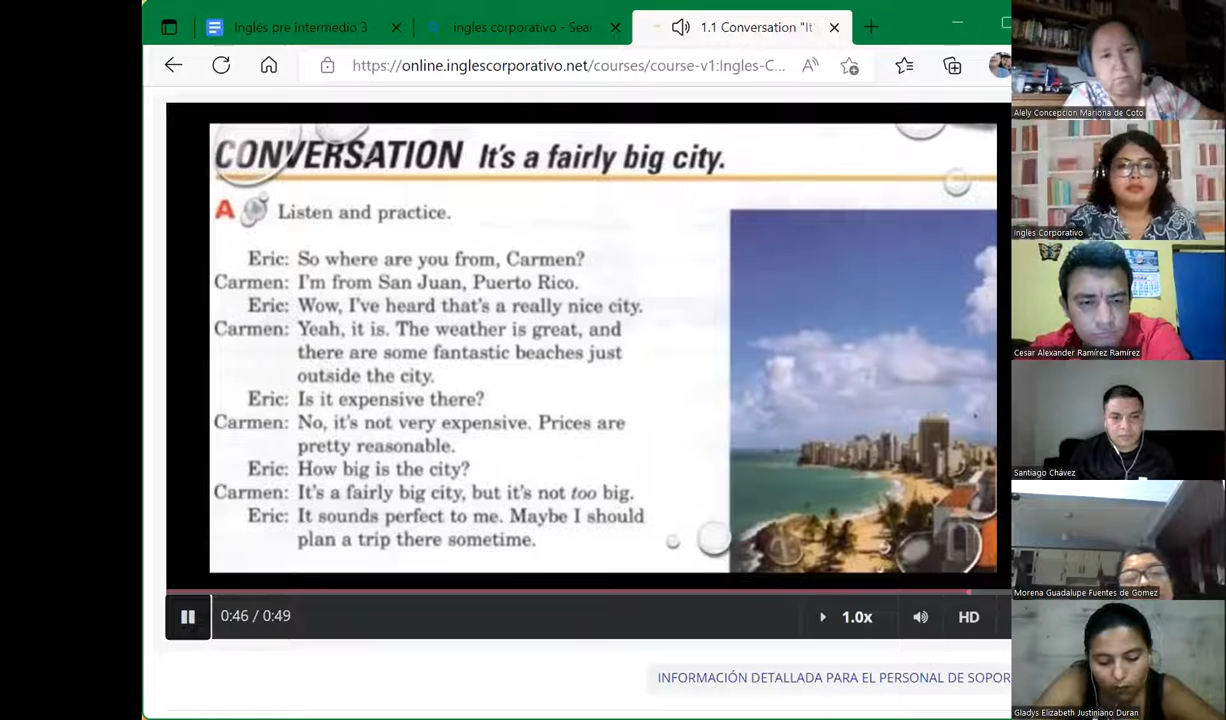 Inglés pre intermedio 3
ingles corporativo - Sea
1.1 Conversation "It'
https://online.inglescorporativo.net/courses/course-v1:Ingles-C...
CONVERSATION It's a fairly big city.
A Listen and practice.
Eric: So where are you from, Carmen?
Carmen: I'm from San Juan, Puerto Rico.
Eric: Wow, I've heard that's a really nice city.
Carmen: Yeah, it is. The weather is great, and
there are some fantastic beaches just
outside the city.
Eric: Is it expensive there?
Carmen: No, it's not very expensive. Prices are
pretty reasonable.
Eric: How big is the city?
Carmen: It's a fairly big city, but it's not too big.
Eric: It sounds perfect to me. Maybe I should
plan a trip there sometime.
0:46 / 0:49
1.0x
HD
INFORMACIÓN DETALLADA PARA EL PERSONAL DE SOPOR
Alely Concepcion Mariona de Coto
Ingles Corporativo
Cesar Alexander Ramírez Ramírez
Santiago Chávez
Morena Guadalupe Fuentes de Gomez
Gladys Elizabeth Justiniano Duran